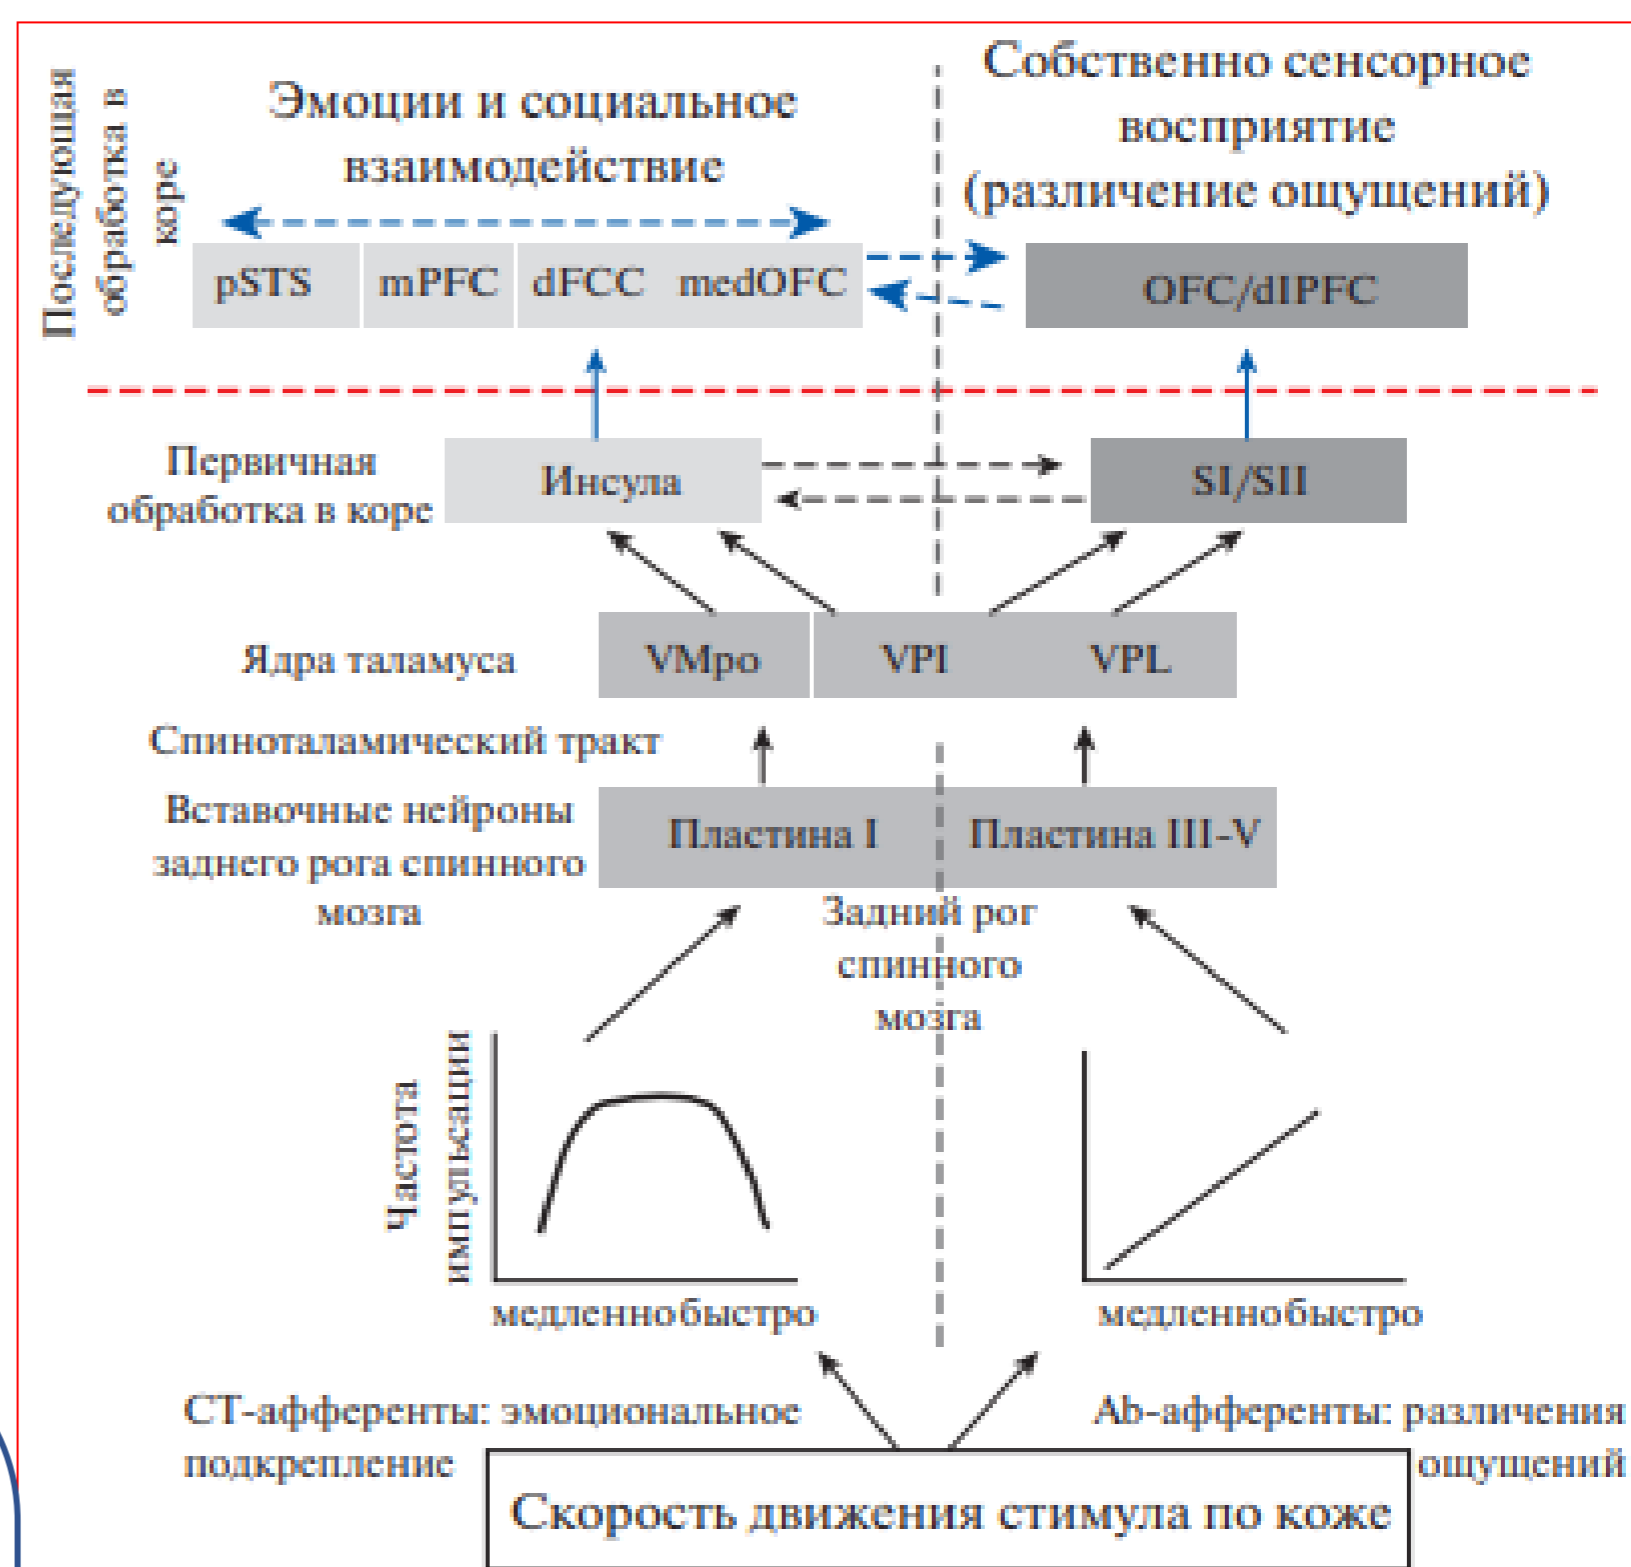 Последующая
обработка в
коре
Эмоции и социальное
взаимодействие
Собственно сенсорное
восприятие
(различение ощущений)
pSTS
mPFC
dFCC
medOFC
OFC/dlPFC
Первичная
обработка в коре
Инсула
SI/SII
Ядра таламуса
VMpo
VPI
VPL
Спиноталамический тракт
Вставочные нейроны
заднего рога спинного
мозга
Пластина I
Пластина III-V
Задний рог
спинного
мозга
Частота
импульсации
медленнобыстро
медленнобыстро
СТ-афференты: эмоциональное
подкрепление
Ab-афференты: различения
ощущений
Скорость движения стимула по коже